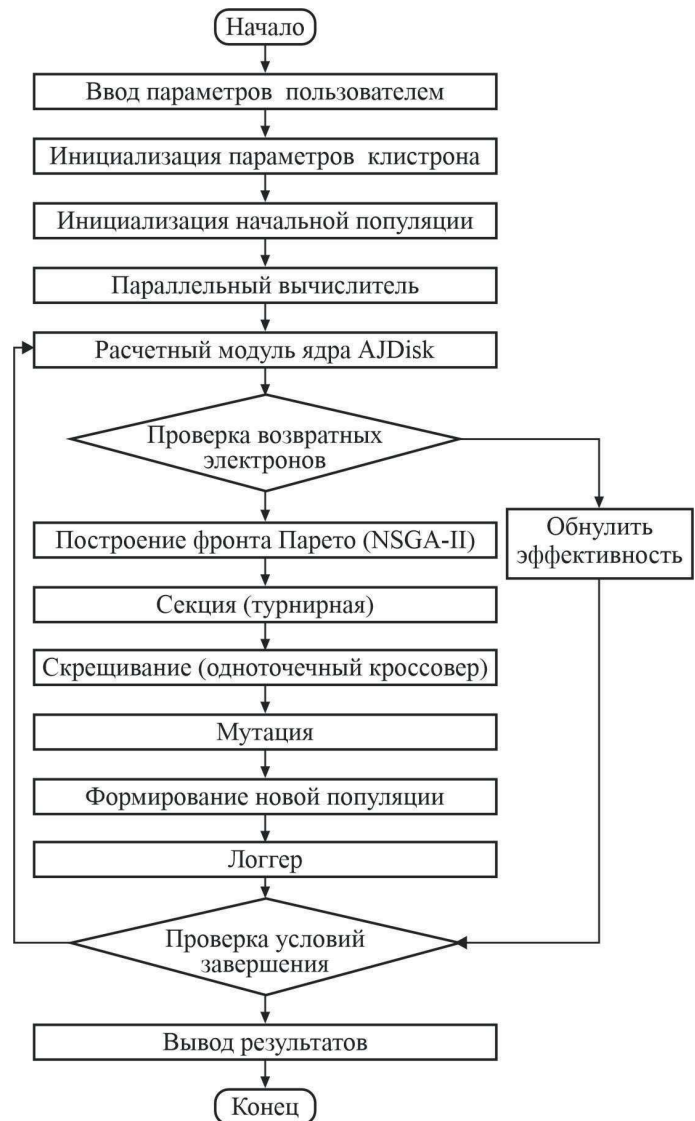 Начало
Ввод параметров пользователем
Инициализация параметров клистрона
Инициализация начальной популяции
Параллельный вычислитель
Расчетный модуль ядра AJDisk
Проверка возвратных
электронов
Обнулить
эффективность
Построение фронта Парето (NSGA-II)
Секция (турнирная)
Скрещивание (одноточечный кроссовер)
Мутация
Формирование новой популяции
Логгер
Проверка условий
завершения
Вывод результатов
Конец